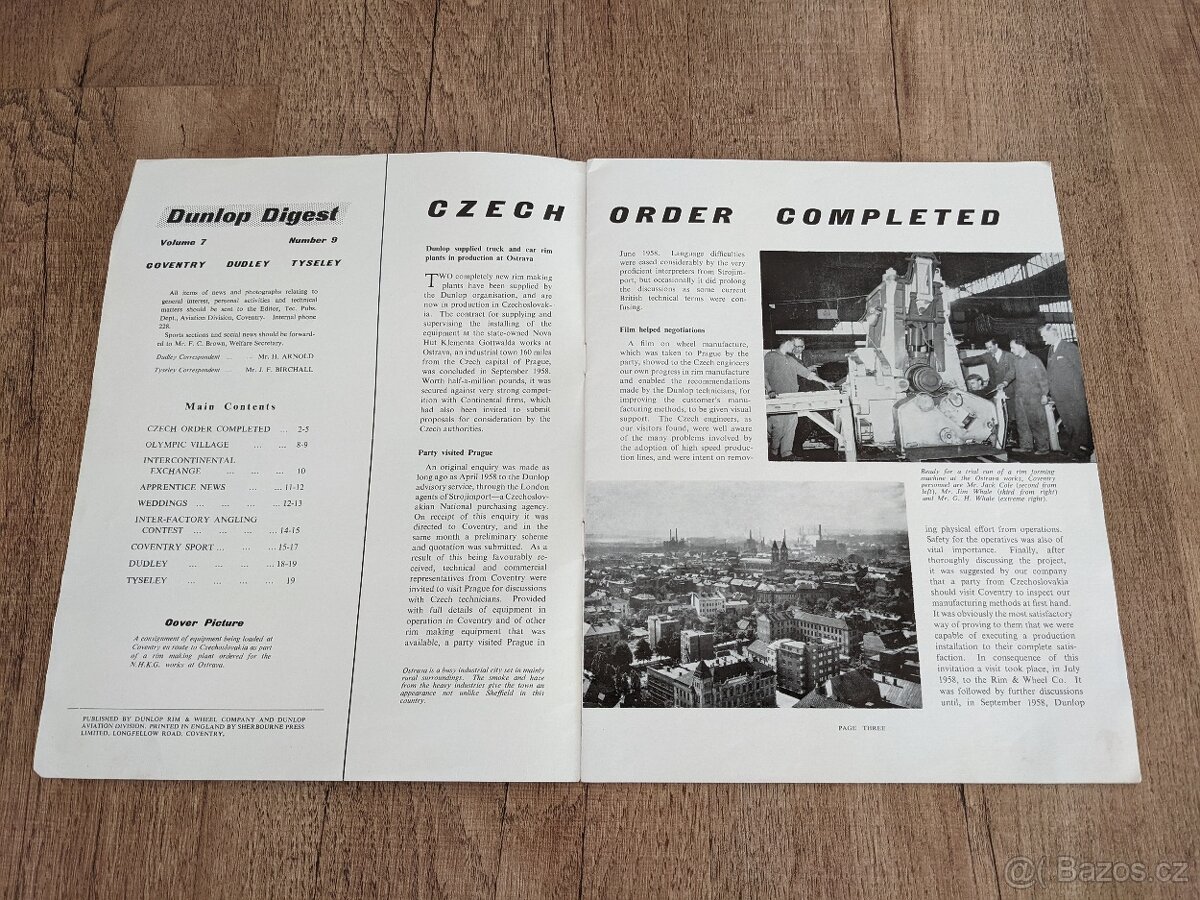 Dunlop Digest
Volume 7 Number 9
COVENTRY DUDLEY TYSELEY
All items of news and photographs relating to
general interest, personal activities and technical
matters should be sent to the Editor, Tec. Pubs.
Dept., Aviation Division, Coventry. Internal phone
228.
Sports sections and social news should be forward-
ed to Mr. F. C. Brown, Welfare Secretary.
Dudley Correspondent ... - Mr. H. ARNOLD
Tyseley Correspondent - Mr. J. F. BIRCHALL
Main Contents
CZECH ORDER COMPLETED ... 2-5
OLYMPIC VILLAGE ... ... 8-9
INTERCONTINENTAL
EXCHANGE ... ... ... 10
APPRENTICE NEWS ... ... 11-12
WEDDINGS ... ... ... ... 12-13
INTER-FACTORY ANGLING
CONTEST ... ... ... ... 14-15
COVENTRY SPORT ... ... ... 15-17
DUDLEY ... ... ... ... 18-19
TYSELEY ... ... ... ... 19
Cover Picture
A consignment of equipment being loaded at
Coventry en route to Czechoslovakia as part
of a rim making plant ordered for the
N.H.K.G. works at Ostrava.
PUBLISHED BY DUNLOP RIM & WHEEL COMPANY AND DUNLOP
AVIATION DIVISION. PRINTED IN ENGLAND BY SHERBOURNE PRESS
LIMITED, LONGFELLOW ROAD, COVENTRY.
CZECH ORDER COMPLETED
Dunlop supplied truck and car rim
plants in production at Ostrava
TWO completely new rim making
plants have been supplied by
the Dunlop organisation, and are
now in production in Czechoslovak-
ia. The contract for supplying and
supervising the installing of the
equipment at the state-owned Nova
Hut Klementa Gottwalda works at
Ostrava, an industrial town 160 miles
from the Czech capital of Prague,
was concluded in September 1958.
Worth half-a-million pounds, it was
secured against very strong compet-
ition with Continental firms, which
had also been invited to submit
proposals for consideration by the
Czech authorities.
Party visited Prague
An original enquiry was made as
long ago as April 1958 to the Dunlop
advisory service, through the London
agents of Strojimport—a Czechoslov-
akian National purchasing agency.
On receipt of this enquiry it was
directed to Coventry, and in the
same month a preliminary scheme
and quotation was submitted. As a
result of this being favourably re-
ceived, technical and commercial
representatives from Coventry were
invited to visit Prague for discussions
with Czech technicians. Provided
with full details of equipment in
operation in Coventry and of other
rim making equipment that was
available, a party visited Prague in
Ostrava is a busy industrial city set in mainly
rural surroundings. The smoke and haze
from the heavy industries give the town an
appearance not unlike Sheffield in this
country.
June 1958. Language difficulties
were eased considerably by the very
proficient interpreters from Strojim-
port, but occasionally it did prolong
the discussions as some current
British technical terms were con-
fusing.
Film helped negotiations
A film on wheel manufacture,
which was taken to Prague by the
party, showed to the Czech engineers
our own progress in rim manufacture
and enabled the recommendations
made by the Dunlop technicians, for
improving the customer's manu-
facturing methods, to be given visual
support. The Czech engineers, as
our visitors found, were well aware
of the many problems involved by
the adoption of high speed produc-
tion lines, and were intent on remov-
Ready for a trial run of a rim forming
machine at the Ostrava works, Coventry
personnel are Mr. Jack Cole (second from
left), Mr. Jim Whale (third from right)
and Mr. G. H. Whale (extreme right).
ing physical effort from operations.
Safety for the operatives was also of
vital importance. Finally, after
thoroughly discussing the project,
it was suggested by our company
that a party from Czechoslovakia
should visit Coventry to inspect our
manufacturing methods at first hand.
It was obviously the most satisfactory
way of proving to them that we were
capable of executing a production
installation to their complete satis-
faction. In consequence of this
invitation a visit took place, in July
1958, to the Rim & Wheel Co. It
was followed by further discussions
until, in September 1958, Dunlop
PAGE THREE
@( Bazos.cz